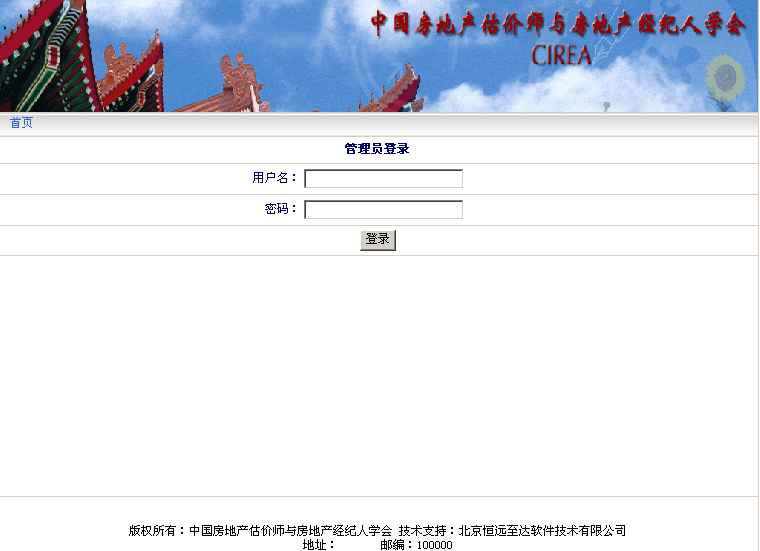 中国房地产估价师与房地产经纪人学会
CIREA
首页
管理员登录
用户名：
密码：
登录
版权所有：中国房地产估价师与房地产经纪人学会 技术支持：北京恒远至达软件技术有限公司
地址： 邮编：100000